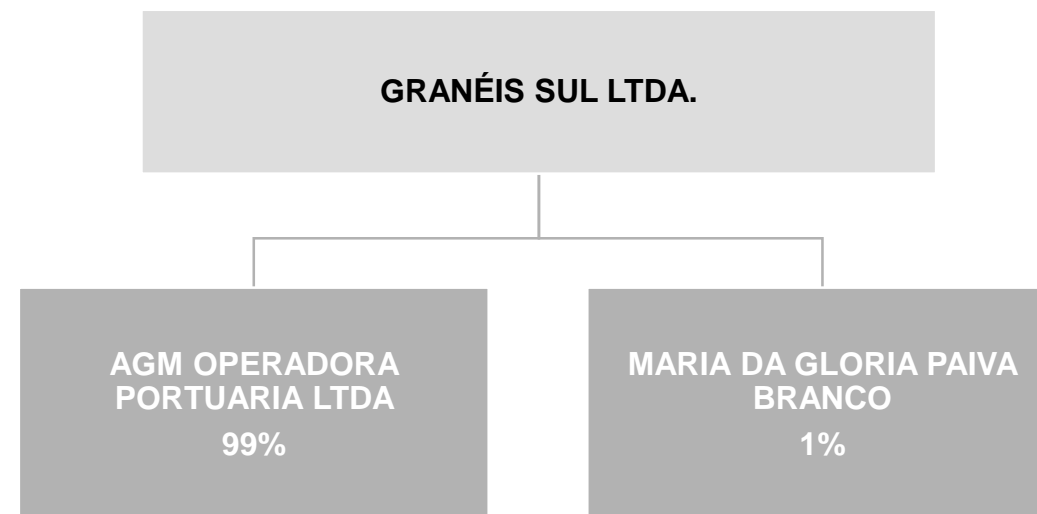 GRANÉIS SUL LTDA.
AGM OPERADORA
PORTUARIA LTDA
99%
MARIA DA GLORIA PAIVA
BRANCO
1%